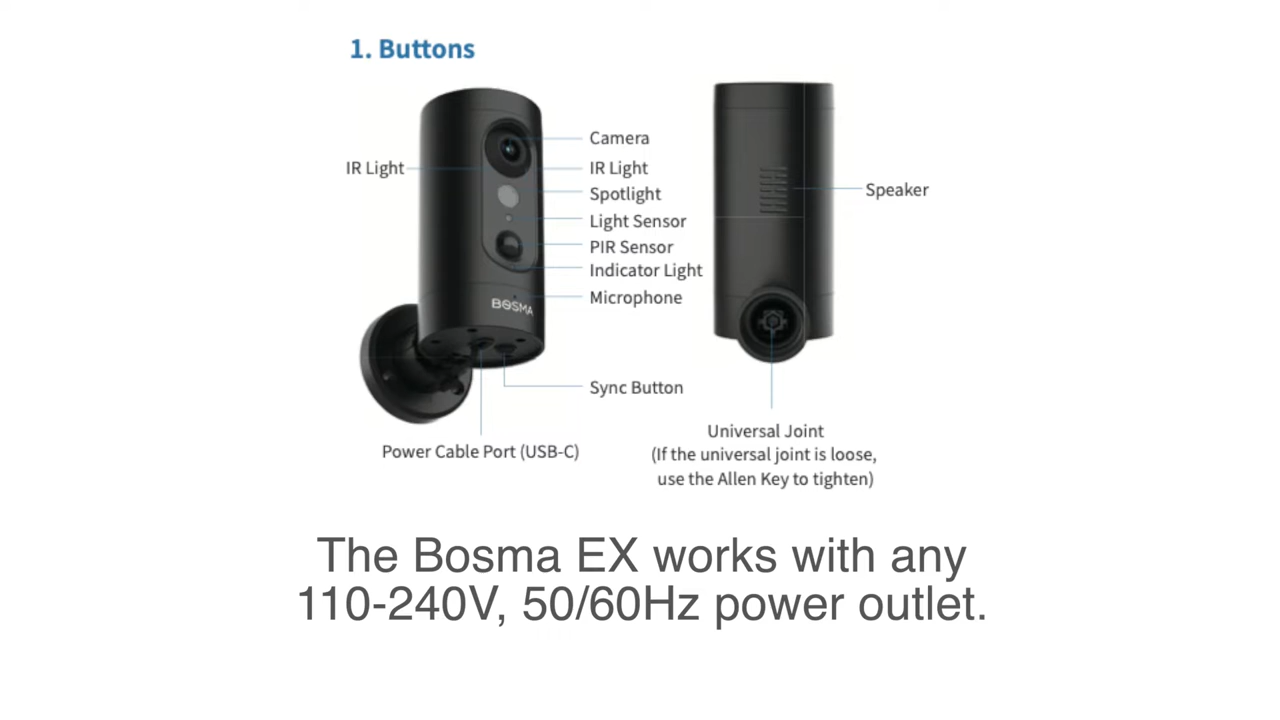 1. Buttons
Camera
IR Light
IR Light
Spotlight
Light Sensor
PIR Sensor
Indicator Light
Microphone
BOSMA
Sync Button
Power Cable Port (USB-C)
Speaker
Universal Joint
(If the universal joint is loose,
use the Allen Key to tighten)
The Bosma EX works with any
110-240V, 50/60Hz power outlet.